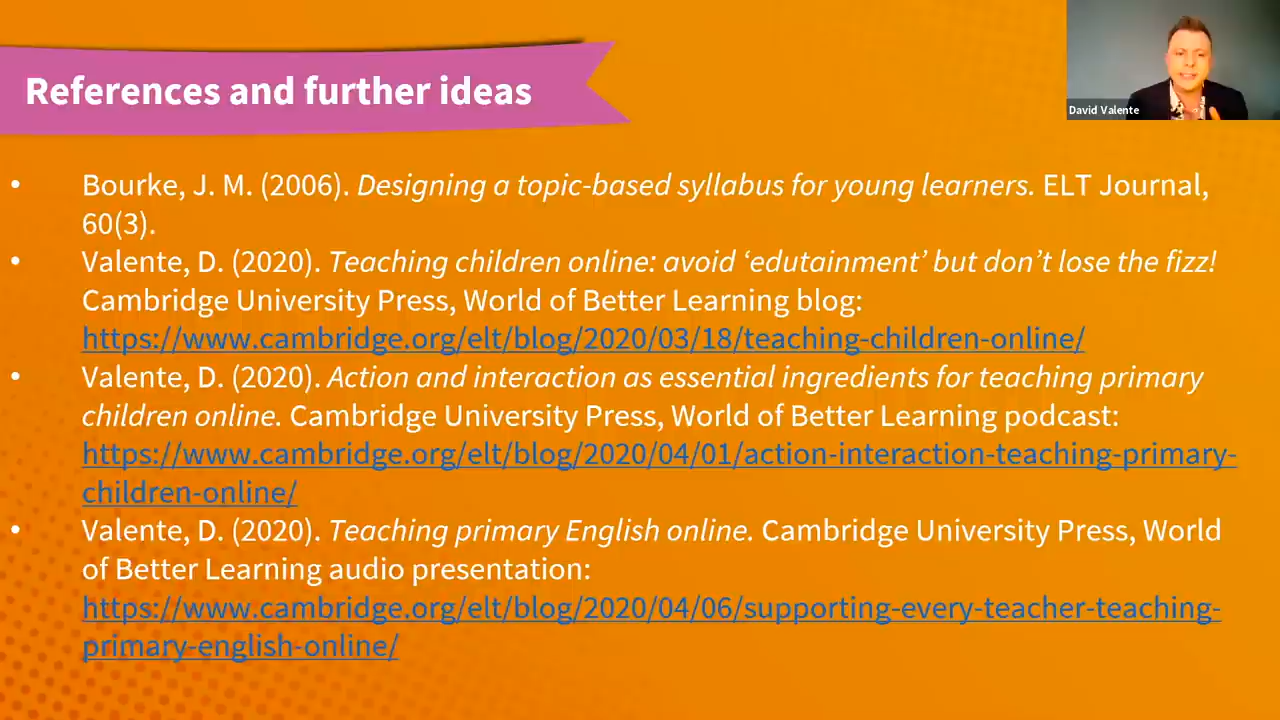 References and further ideas
David Valente
• Bourke, J. M. (2006). Designing a topic-based syllabus for young learners. ELT Journal,
60(3).
• Valente, D. (2020). Teaching children online: avoid ‘edutainment’ but don’t lose the fizz!
Cambridge University Press, World of Better Learning blog:
https://www.cambridge.org/elt/blog/2020/03/18/teaching-children-online/
• Valente, D. (2020). Action and interaction as essential ingredients for teaching primary
children online. Cambridge University Press, World of Better Learning podcast:
https://www.cambridge.org/elt/blog/2020/04/01/action-interaction-teaching-primary-
children-online/
• Valente, D. (2020). Teaching primary English online. Cambridge University Press, World
of Better Learning audio presentation:
https://www.cambridge.org/elt/blog/2020/04/06/supporting-every-teacher-teaching-
primary-english-online/